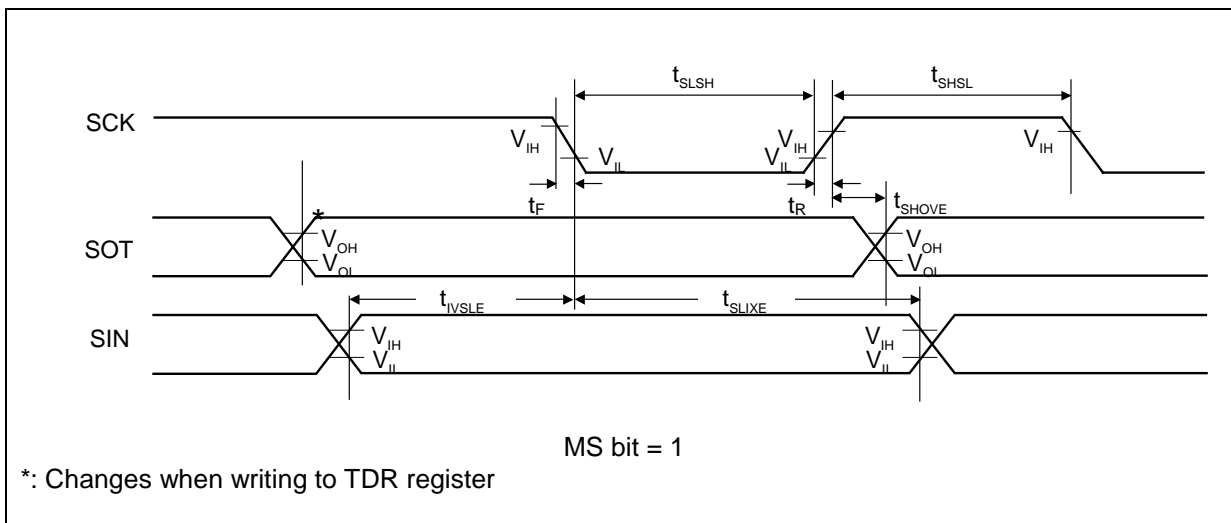 tSLSH tSHSL
SCK
VIH VIL VIH VIL VIH
tF tR tSHOVE
*
SOT
VOH VOL VOH VOL
tIVSLE tSLIXE
SIN
VIH VIL VIH VIL
MS bit = 1
*: Changes when writing to TDR register